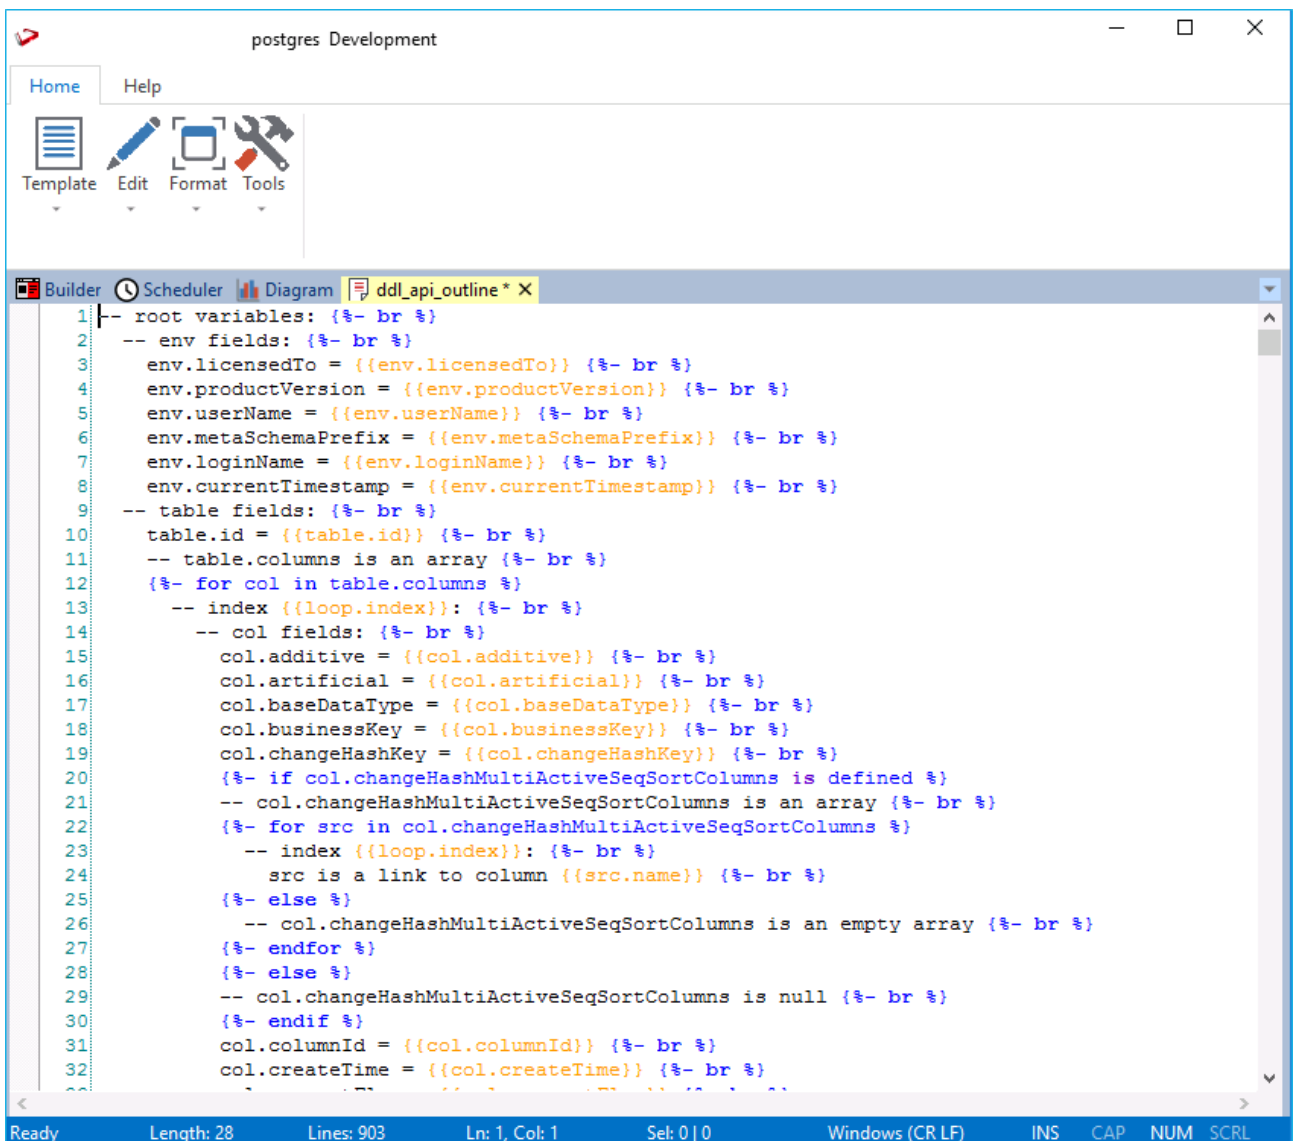 postgres Development
Home Help
Template Edit Format Tools
Builder Scheduler Diagram ddl_api_outline *
1 -- root variables: {%- br %}
2 -- env fields: {%- br %}
3 env.licensedTo = {{env.licensedTo}} {%- br %}
4 env.productVersion = {{env.productVersion}} {%- br %}
5 env.userName = {{env.userName}} {%- br %}
6 env.metaSchemaPrefix = {{env.metaSchemaPrefix}} {%- br %}
7 env.loginName = {{env.loginName}} {%- br %}
8 env.currentTimestamp = {{env.currentTimestamp}} {%- br %}
9 -- table fields: {%- br %}
10 table.id = {{table.id}} {%- br %}
11 -- table.columns is an array {%- br %}
12 {%- for col in table.columns %}
13 -- index {{loop.index}}: {%- br %}
14 -- col fields: {%- br %}
15 col.additive = {{col.additive}} {%- br %}
16 col.artificial = {{col.artificial}} {%- br %}
17 col.baseDataType = {{col.baseDataType}} {%- br %}
18 col.businessKey = {{col.businessKey}} {%- br %}
19 col.changeHashKey = {{col.changeHashKey}} {%- br %}
20 {%- if col.changeHashMultiActiveSeqSortColumns is defined %}
21 -- col.changeHashMultiActiveSeqSortColumns is an array {%- br %}
22 {%- for src in col.changeHashMultiActiveSeqSortColumns %}
23 -- index {{loop.index}}: {%- br %}
24 src is a link to column {{src.name}} {%- br %}
25 {%- else %}
26 -- col.changeHashMultiActiveSeqSortColumns is an empty array {%- br %}
27 {%- endfor %}
28 {%- else %}
29 -- col.changeHashMultiActiveSeqSortColumns is null {%- br %}
30 {%- endif %}
31 col.columnId = {{col.columnId}} {%- br %}
32 col.createTime = {{col.createTime}} {%- br %}
Ready Length: 28 Lines: 903 Ln: 1, Col: 1 Sel: 0 | 0 Windows (CR LF) INS CAP NUM SCRL